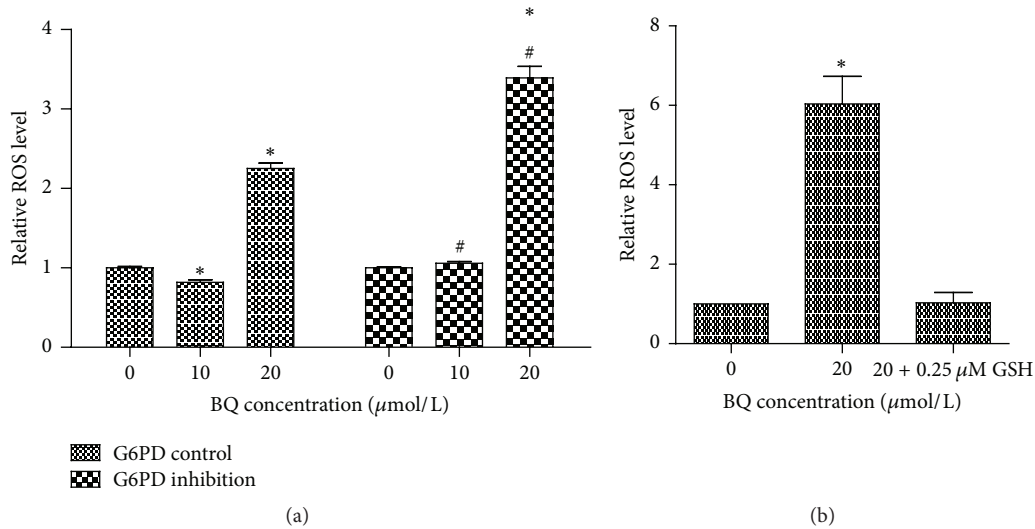 4
3
2
1
0
Relative ROS level
*
*
#
*
#
0
10
20
0
10
20
BQ concentration (μmol/L)
G6PD control
G6PD inhibition
(a)
8
6
4
2
0
Relative ROS level
*
0
20
20 + 0.25 μM GSH
BQ concentration (μmol/L)
(b)